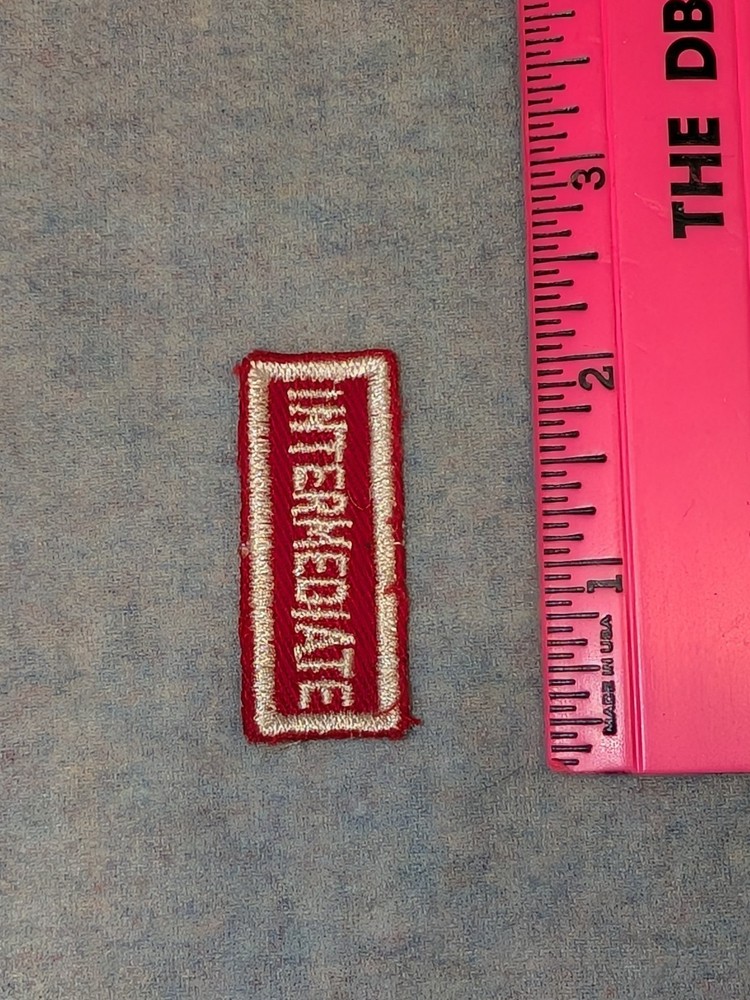 INTERMEDIATE
THE DB
3
2
1
MADE IN USA